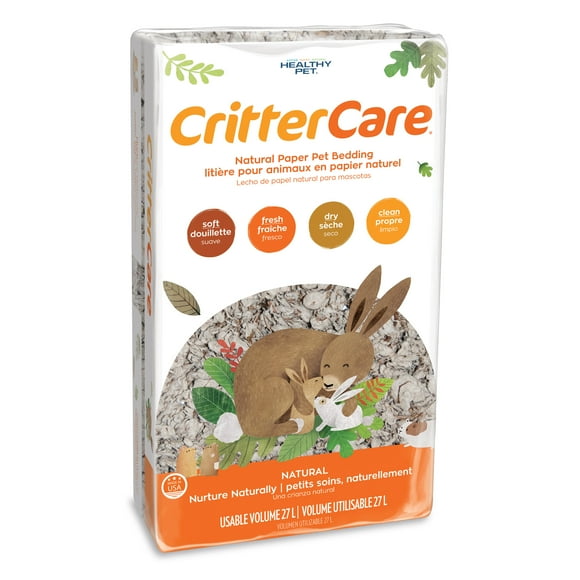 HEALTHY
PET®
CritterCare®
Natural Paper Pet Bedding
litière pour animaux en papier naturel
Lecho de papel natural para mascotas
soft
douillette
suave
fresh
fraîche
fresco
dry
sèche
seco
clean
propre
limpio
CritterCare
USA
NATURAL
Nurture Naturally | petits soins, naturellement
Una crianza natural
USABLE VOLUME 27 L | VOLUME UTILISABLE 27 L
VOLUMEN UTILIZABLE 27 L